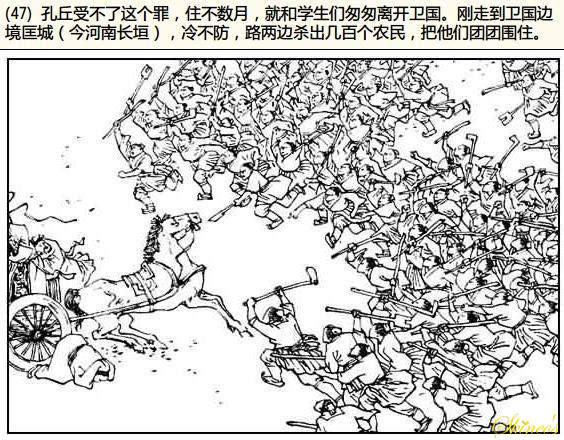 (47) 孔丘受不了这个罪，住不数月，就和学生们匆匆离开卫国。刚走到卫国边
境匡城（今河南长垣），冷不防，路两边杀出几百个农民，把他们团团围住。